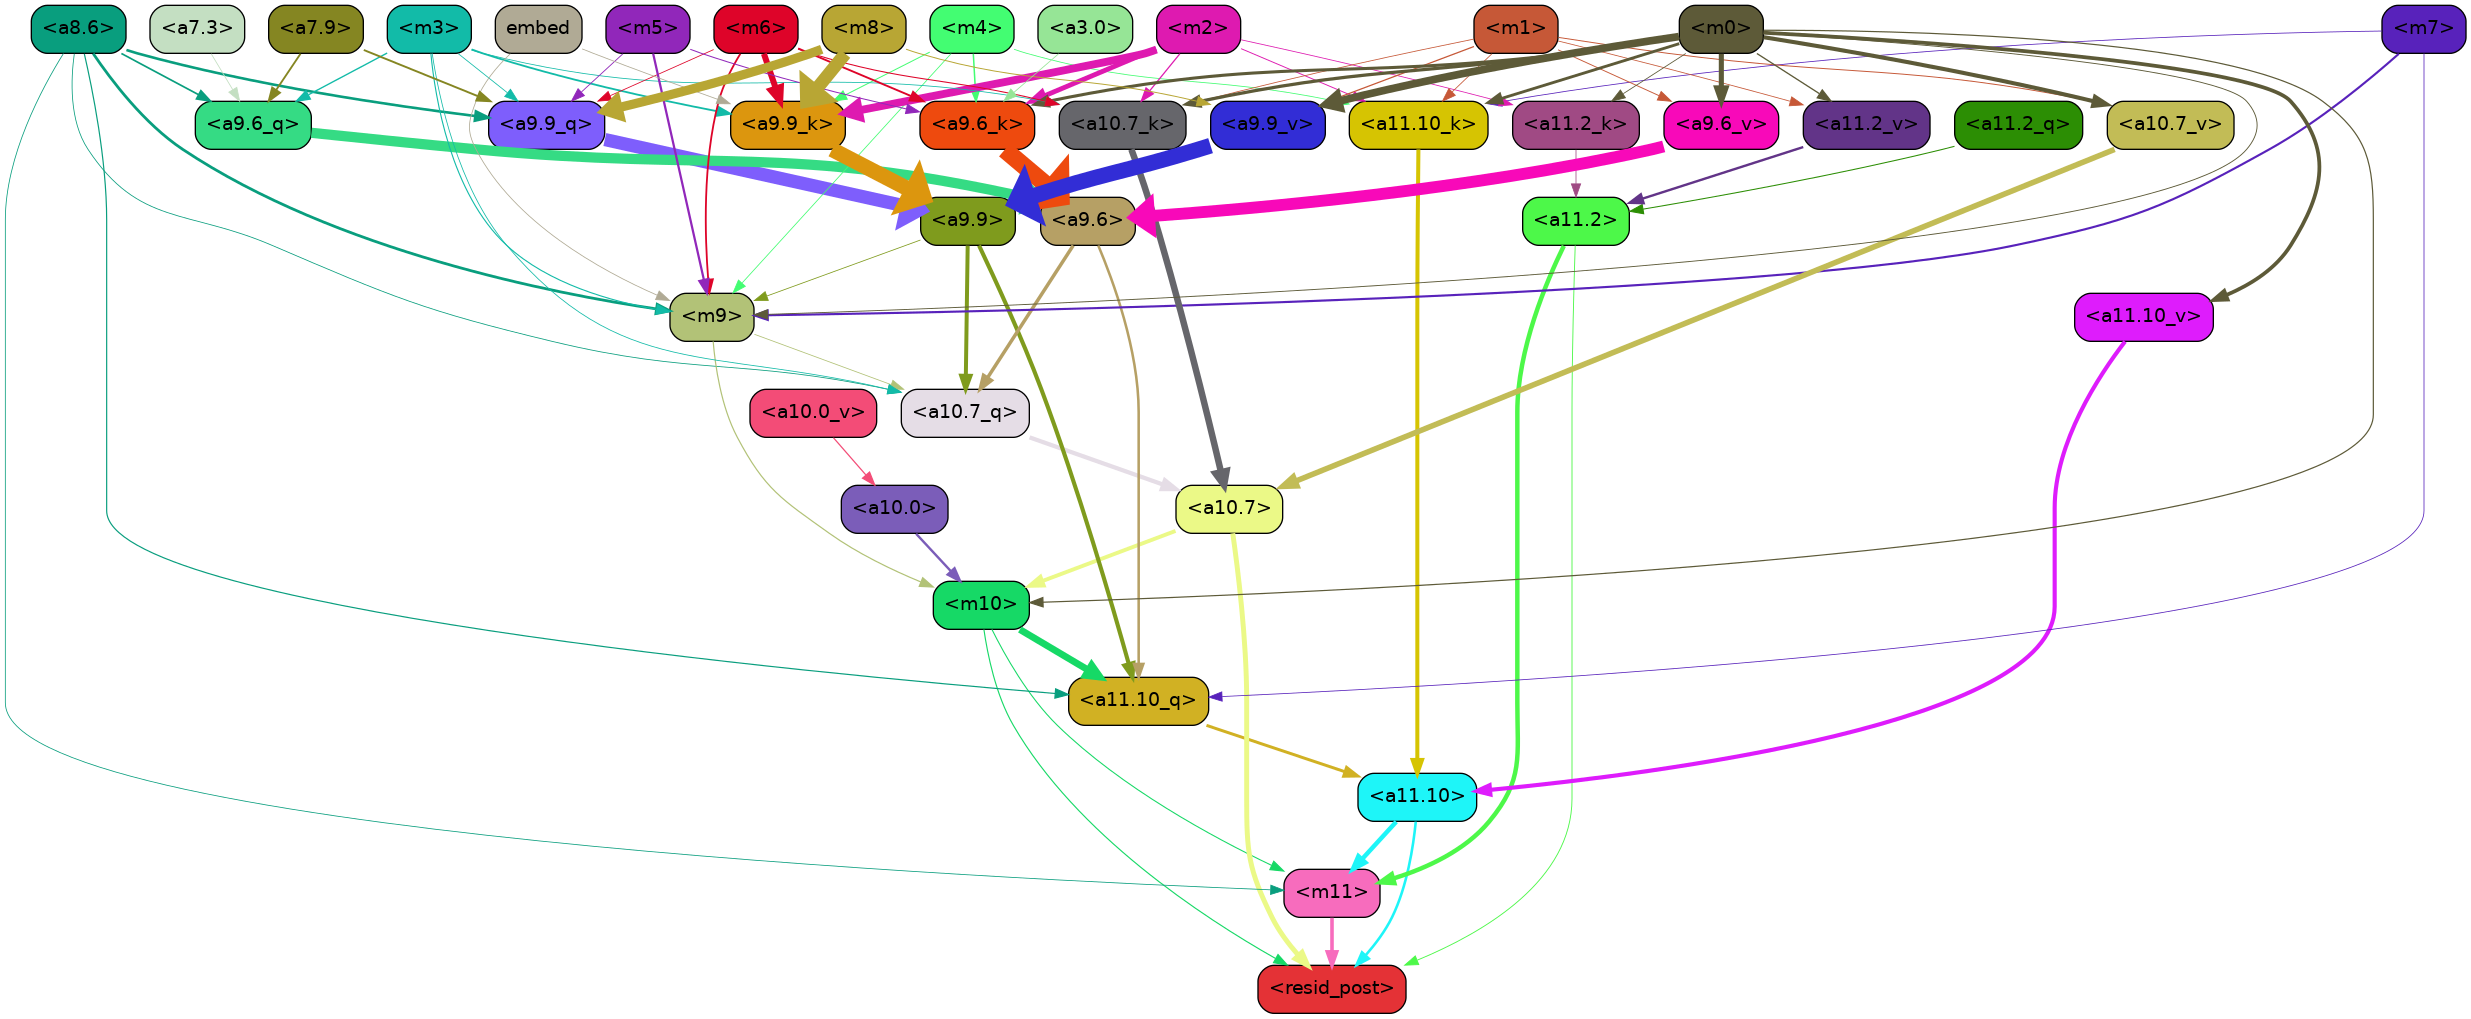 <a8.6> <a7.3> <a7.9> <m3> embed <m5> <m6> <m8> <m4> <a3.0> <m2> <m1> <m0> <m7>
<a9.6_q> <a9.9_q> <a9.9_k> <a9.6_k> <a10.7_k> <a9.9_v> <a11.10_k> <a11.2_k> <a9.6_v> <a11.2_v> <a11.2_q> <a10.7_v>
<a9.9> <a9.6> <a11.2>
<m9> <a11.10_v>
<a10.0_v> <a10.7_q>
<a10.0> <a10.7>
<m10>
<a11.10_q>
<a11.10>
<m11>
<resid_post>